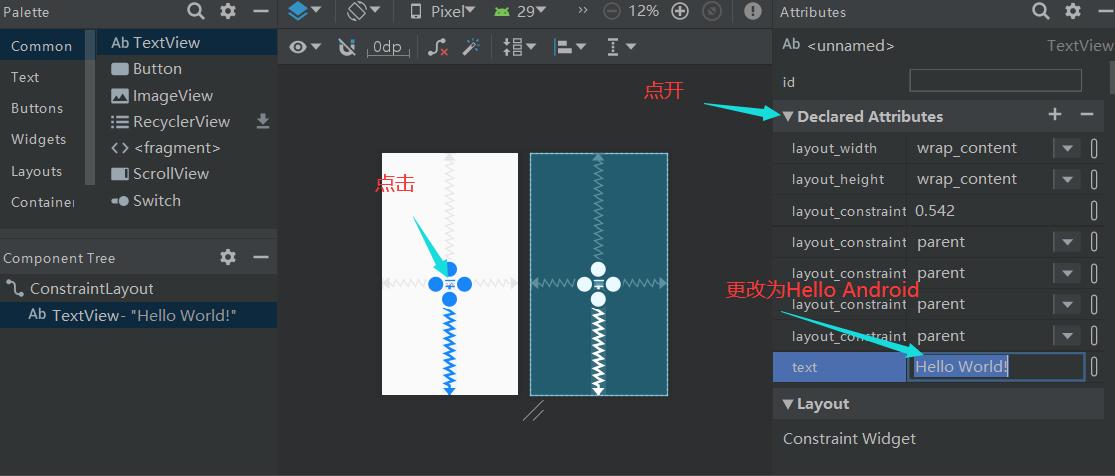 Palette
Common
Text
Buttons
Widgets
Layouts
Container
Ab TextView
Button
ImageView
RecyclerView
<fragment>
ScrollView
Switch
Component Tree
ConstraintLayout
Ab TextView- "Hello World!"
Pixel
29
»
12%
0dp
点击
点开
更改为Hello Android
Attributes
Ab <unnamed> TextView
id
Declared Attributes
layout_width wrap_content
layout_height wrap_content
layout_constraint 0.542
layout_constraint parent
layout_constraint parent
layout_constraint parent
layout_constraint parent
text Hello World!
Layout
Constraint Widget